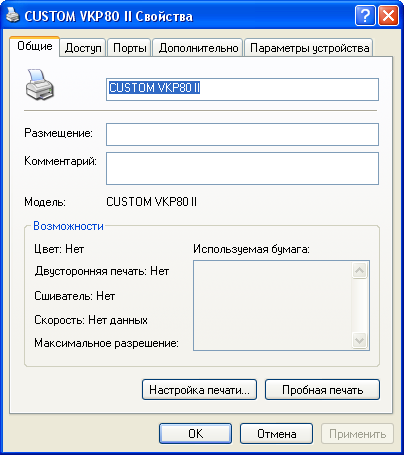 CUSTOM VKP80 II Свойства
Общие Доступ Порты Дополнительно Параметры устройства
CUSTOM VKP80 II
Размещение:
Комментарий:
Модель: CUSTOM VKP80 II
Возможности
Цвет: Нет Используемая бумага:
Двусторонняя печать: Нет
Сшиватель: Нет
Скорость: Нет данных
Максимальное разрешение:
Настройка печати... Пробная печать
OK Отмена Применить